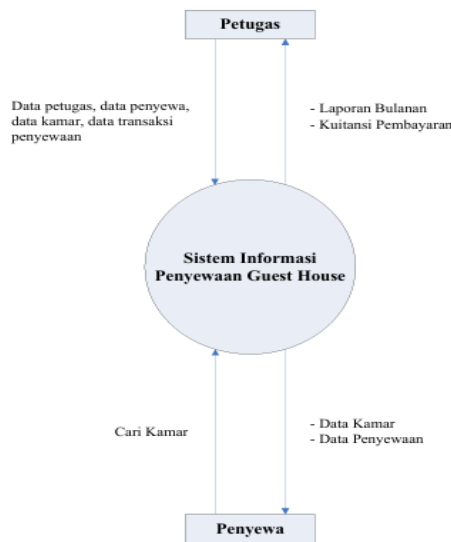 Petugas
Data petugas, data penyewa,
data kamar, data transaksi
penyewaan
- Laporan Bulanan
- Kuitansi Pembayaran
Sistem Informasi
Penyewaan Guest House
Cari Kamar
- Data Kamar
- Data Penyewaan
Penyewa